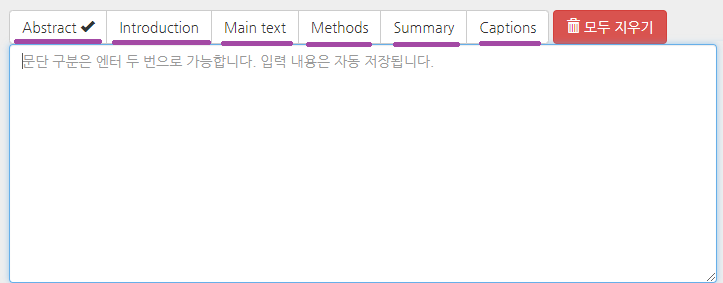 Abstract ✔ Introduction Main text Methods Summary Captions 모두 지우기
문단 구분은 엔터 두 번으로 가능합니다. 입력 내용은 자동 저장됩니다.